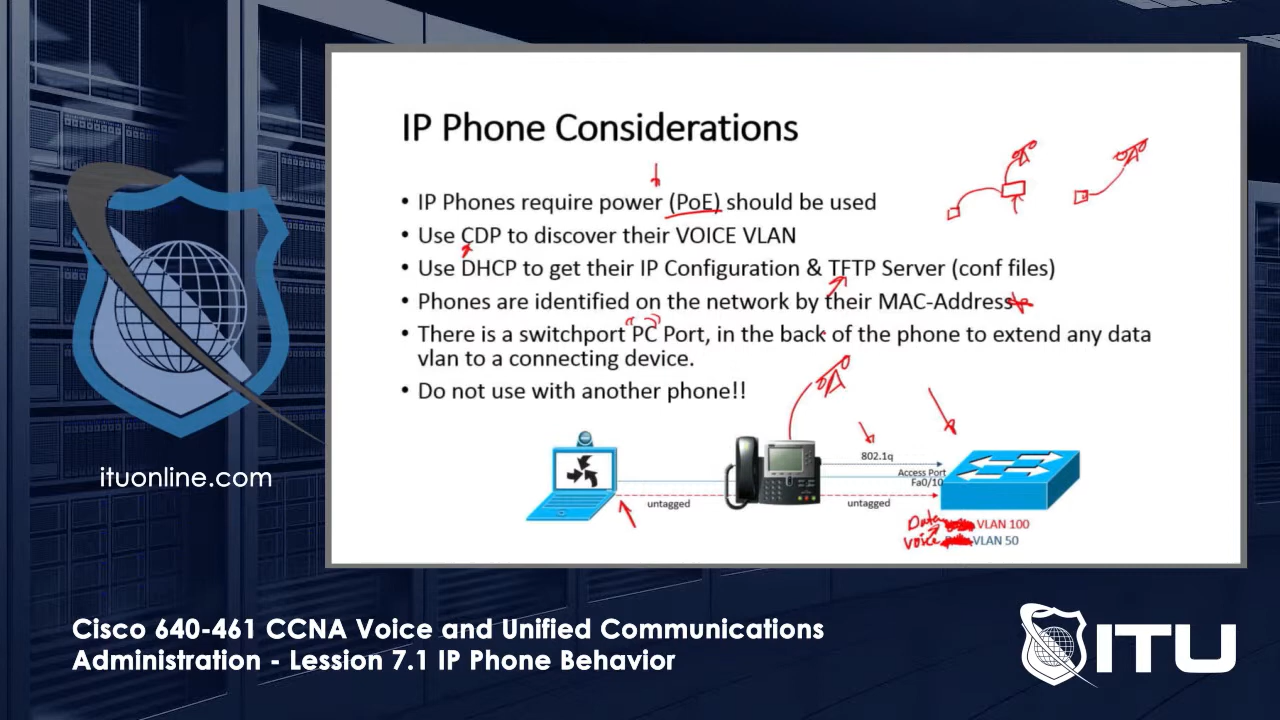 IP Phone Considerations
• IP Phones require power (PoE) should be used
• Use CDP to discover their VOICE VLAN
• Use DHCP to get their IP Configuration & TFTP Server (conf files)
• Phones are identified on the network by their MAC-Address
• There is a switchport "PC" Port, in the back of the phone to extend any data
vlan to a connecting device.
• Do not use with another phone!!
802.1q
Access Port
Fa0/10
untagged
untagged
Data VLAN 100
Voice VLAN 50
ituonline.com
Cisco 640-461 CCNA Voice and Unified Communications
Administration - Lession 7.1 IP Phone Behavior
ITU